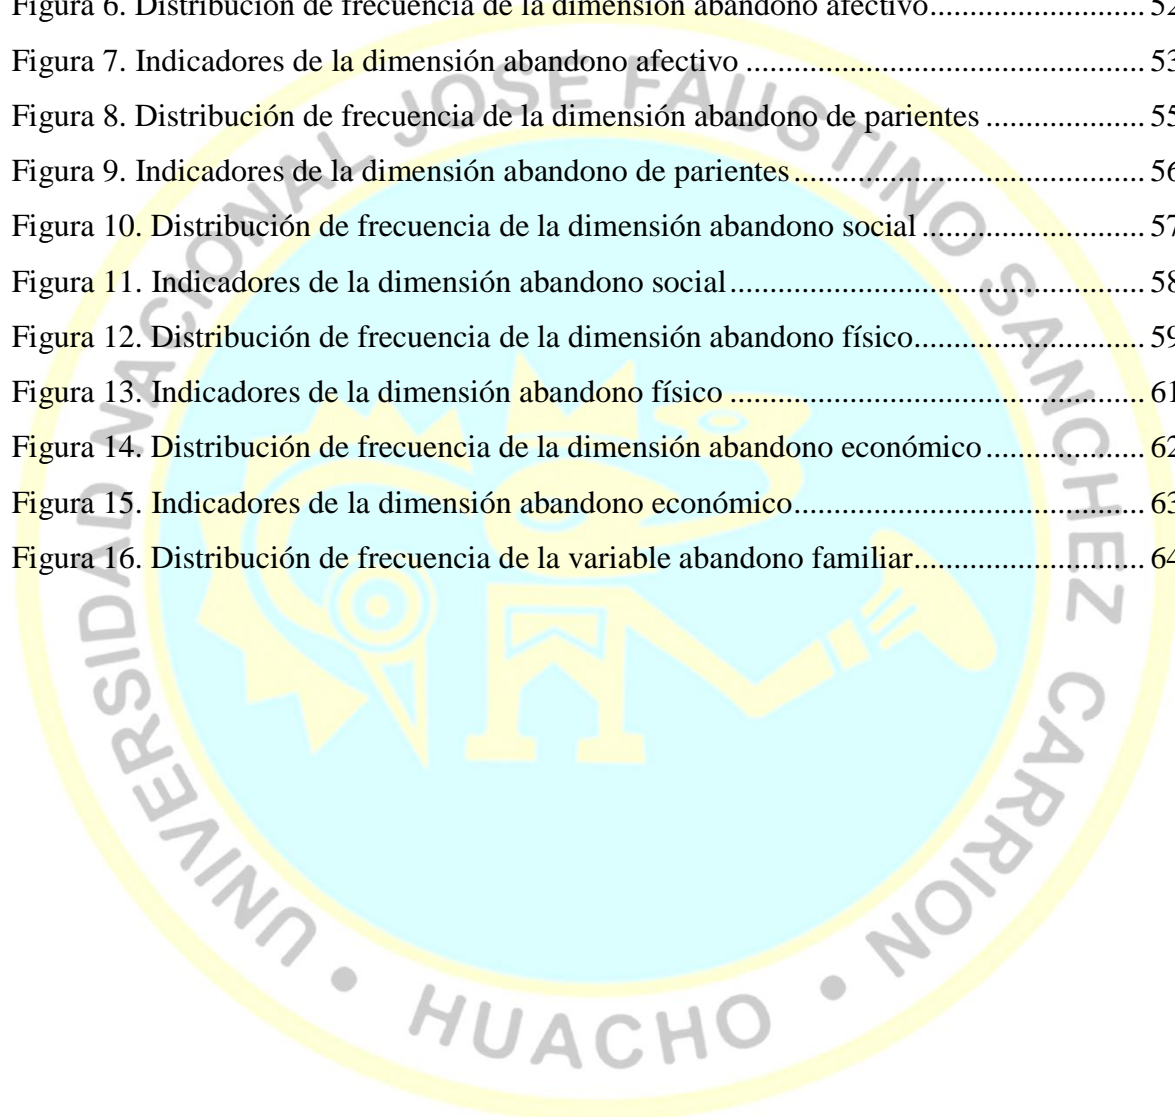 Figura 6. Distribución de frecuencia de la dimensión abandono afectivo........................... 52
Figura 7. Indicadores de la dimensión abandono afectivo .................................................. 53
Figura 8. Distribución de frecuencia de la dimensión abandono de parientes .................... 55
Figura 9. Indicadores de la dimensión abandono de parientes............................................ 56
Figura 10. Distribución de frecuencia de la dimensión abandono social ........................... 57
Figura 11. Indicadores de la dimensión abandono social.................................................... 58
Figura 12. Distribución de frecuencia de la dimensión abandono físico............................. 59
Figura 13. Indicadores de la dimensión abandono físico .................................................... 61
Figura 14. Distribución de frecuencia de la dimensión abandono económico .................... 62
Figura 15. Indicadores de la dimensión abandono económico............................................ 63
Figura 16. Distribución de frecuencia de la variable abandono familiar............................. 64
UNIVERSIDAD NACIONAL JOSE FAUSTINO SANCHEZ CARRION
• HUACHO •